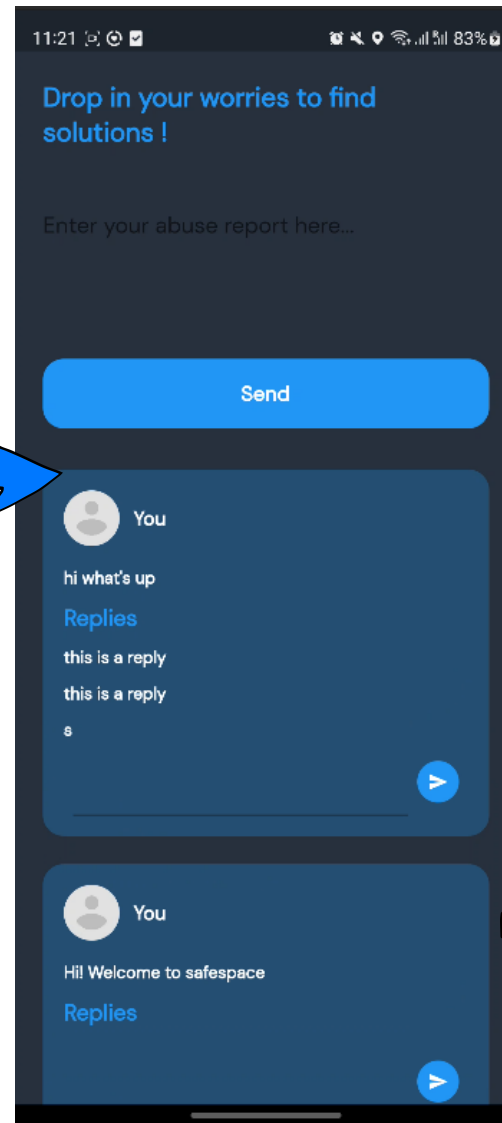 11:21
83%
Drop in your worries to find
solutions !
Enter your abuse report here...
Send
You
hi what's up
Replies
this is a reply
this is a reply
s
You
Hi! Welcome to safespace
Replies